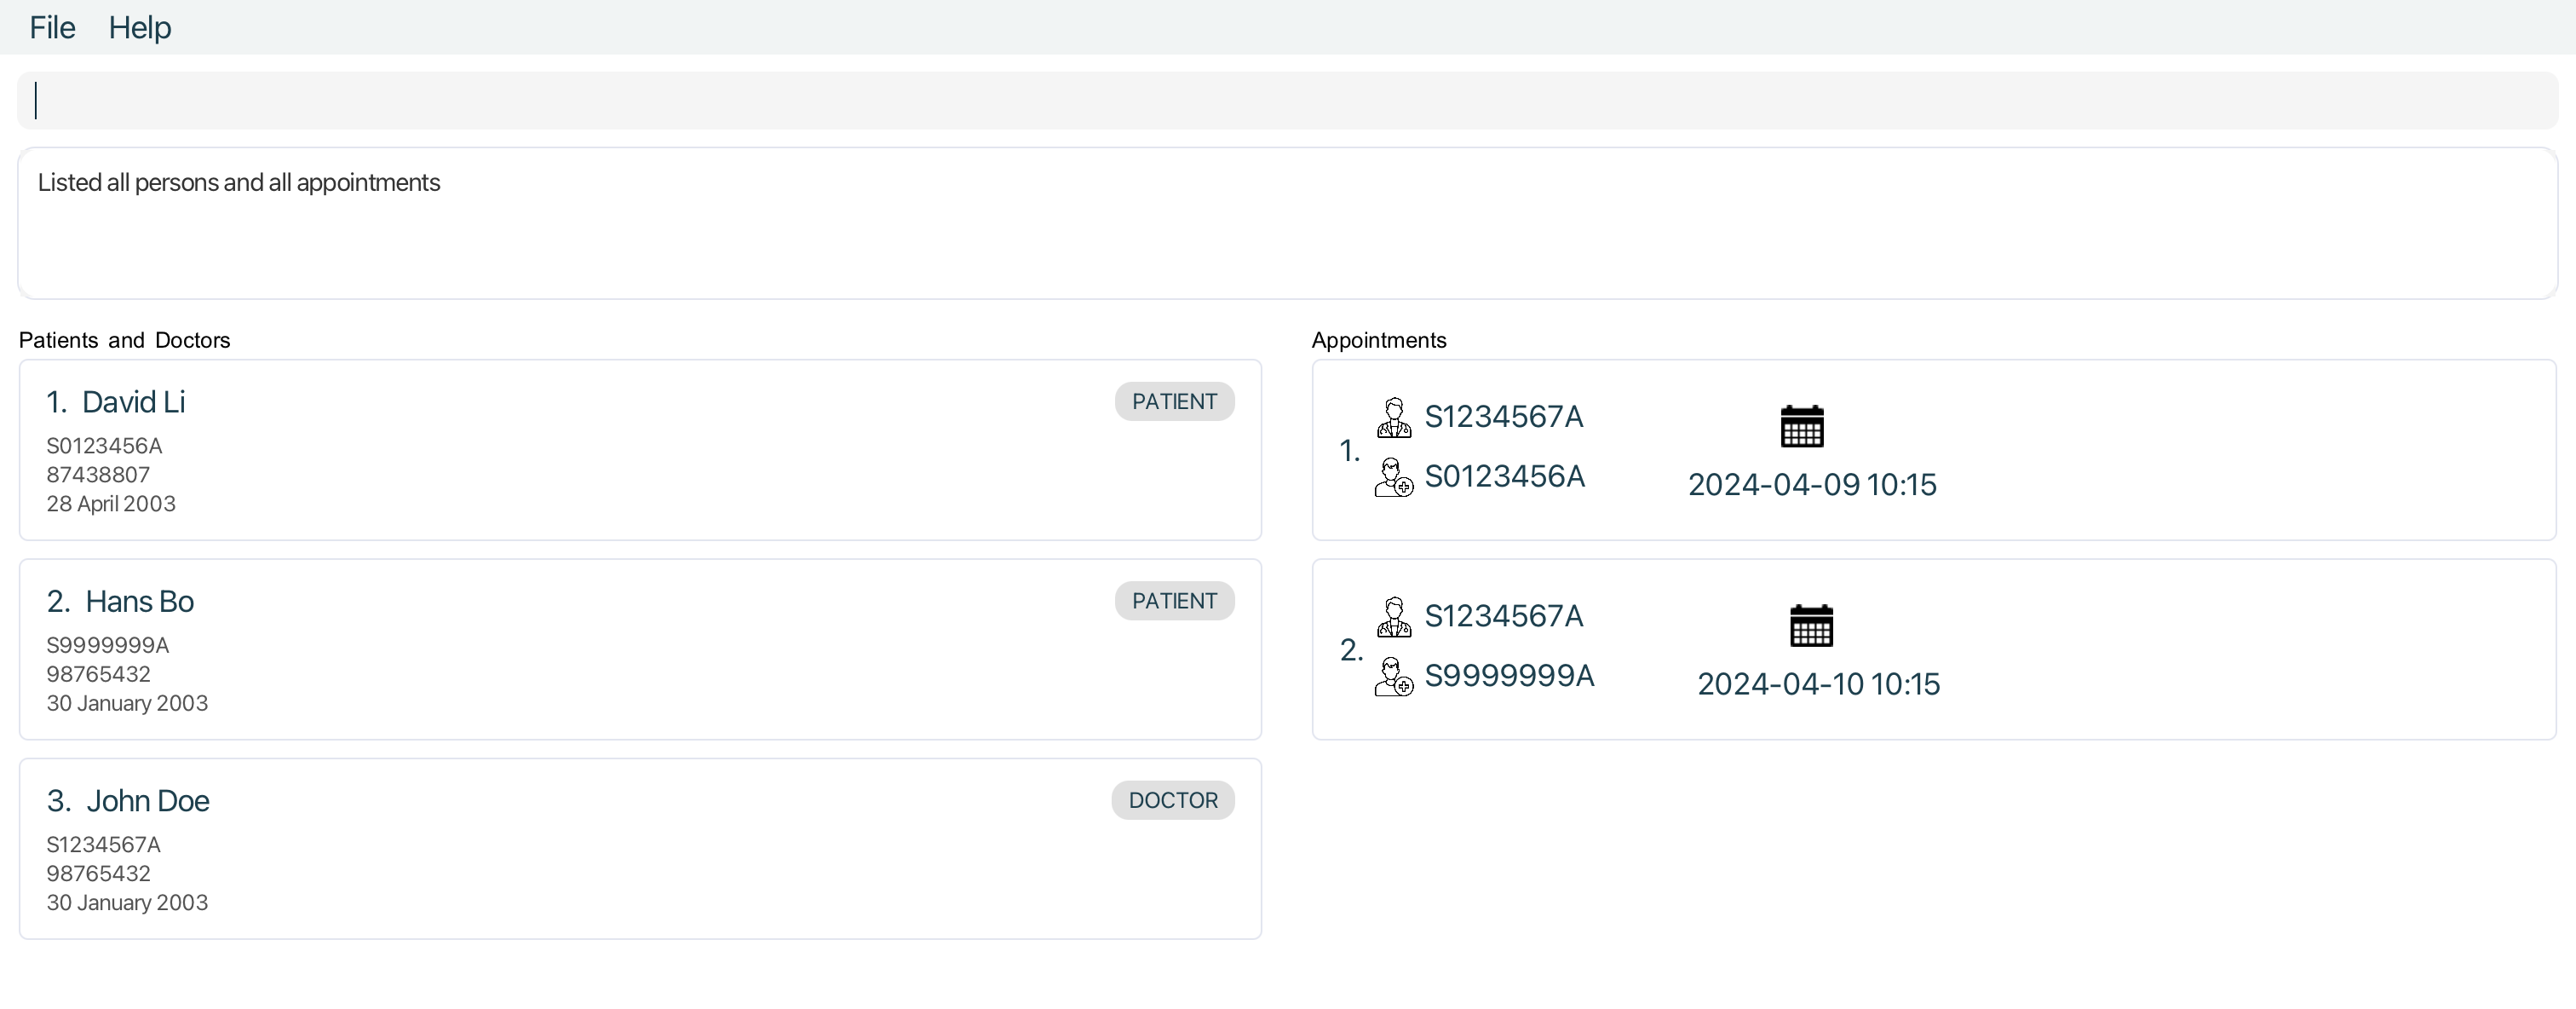 File Help
Listed all persons and all appointments
Patients and Doctors
1. David Li PATIENT
S0123456A
87438807
28 April 2003
2. Hans Bo PATIENT
S9999999A
98765432
30 January 2003
3. John Doe DOCTOR
S1234567A
98765432
30 January 2003
Appointments
1.
S1234567A
S0123456A
2024-04-09 10:15
2.
S1234567A
S9999999A
2024-04-10 10:15